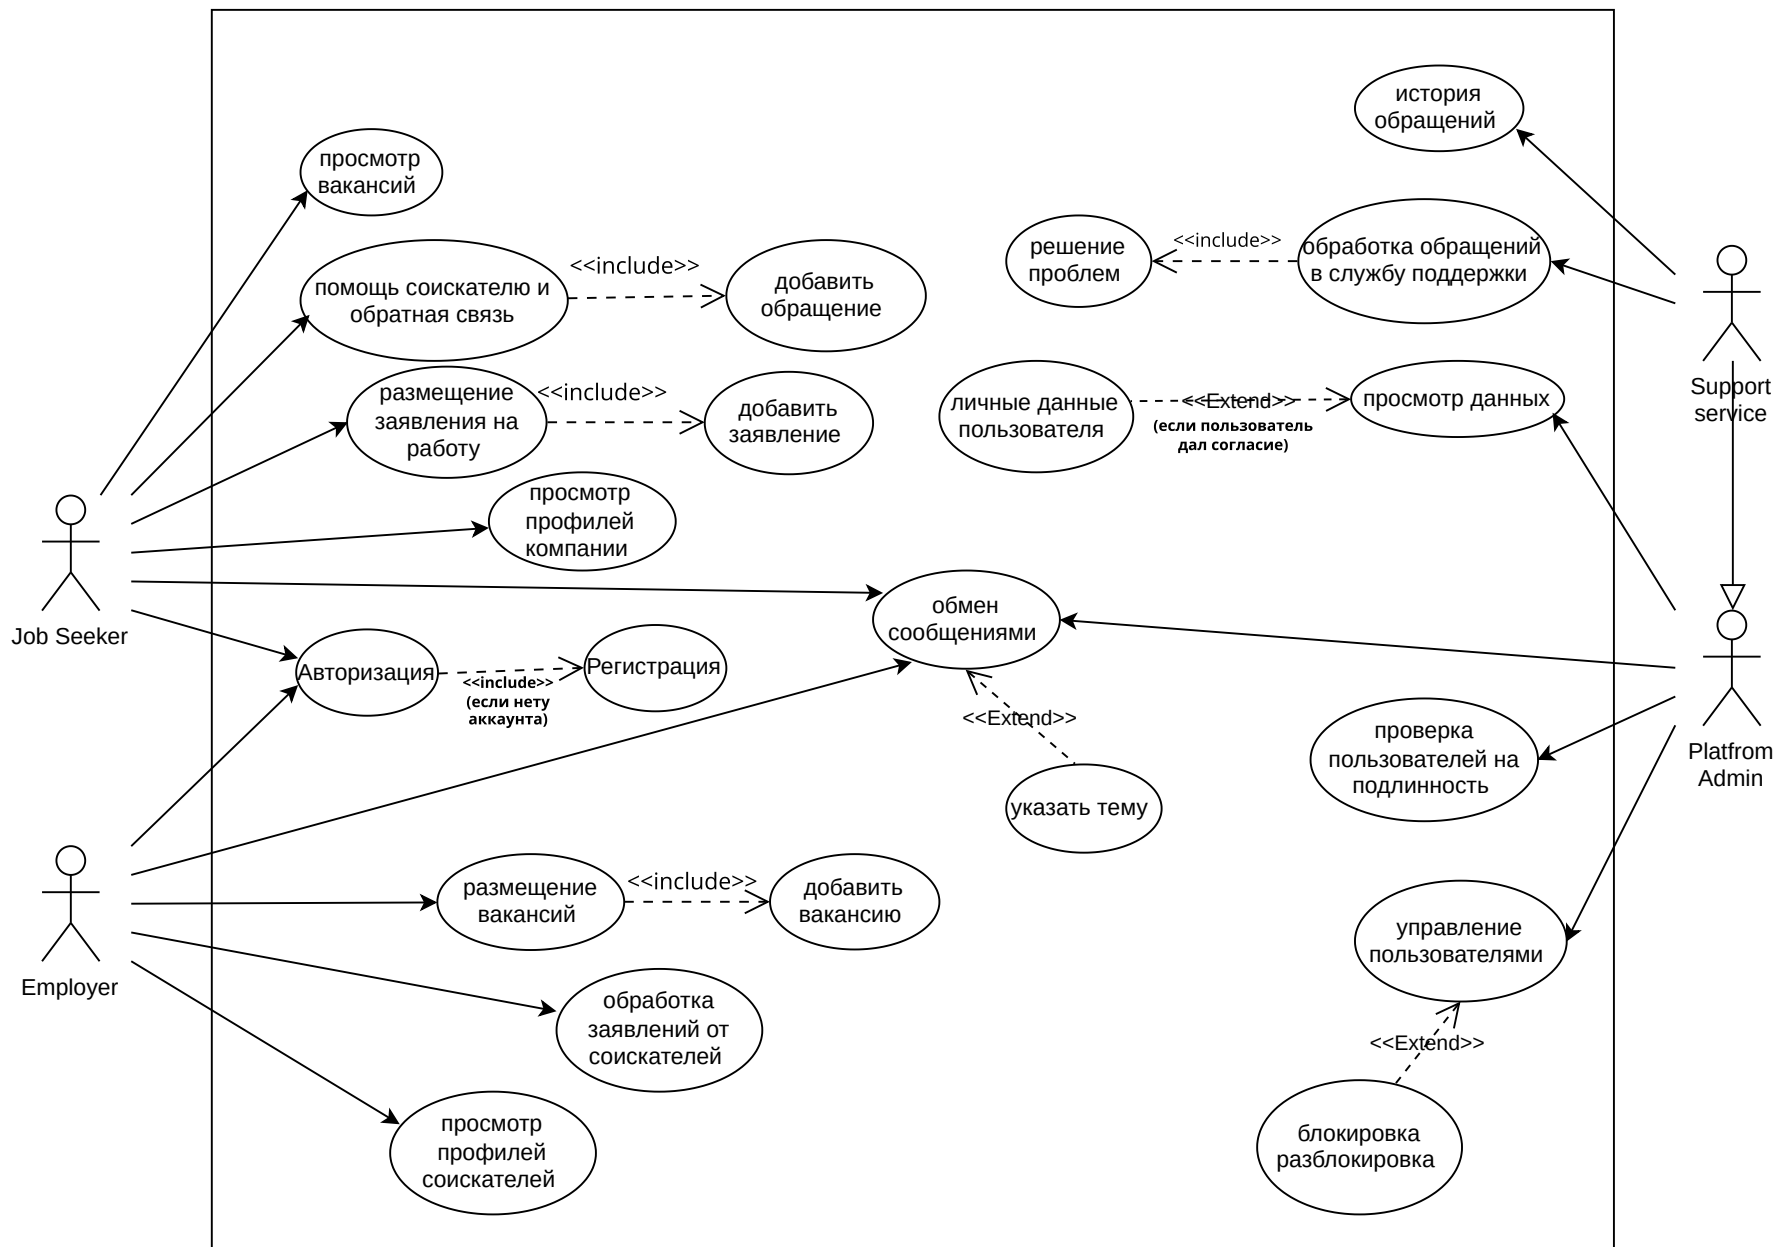 история
обращений
просмотр
вакансий
решение
проблем
<<include>>
обработка обращений
в службу поддержки
помощь соискателю и
обратная связь
<<include>>
добавить
обращение
Support
service
размещение
заявления на
работу
<<include>>
добавить
заявление
личные данные
пользователя
<<Extend>>
(если пользователь
дал согласие)
просмотр данных
просмотр
профилей
компании
Job Seeker
обмен
сообщениями
Авторизация
<<include>>
(если нету
аккаунта)
Регистрация
<<Extend>>
указать тему
проверка
пользователей на
подлинность
Platfrom
Admin
размещение
вакансий
<<include>>
добавить
вакансию
управление
пользователями
Employer
обработка
заявлений от
соискателей
<<Extend>>
просмотр
профилей
соискателей
блокировка
разблокировка